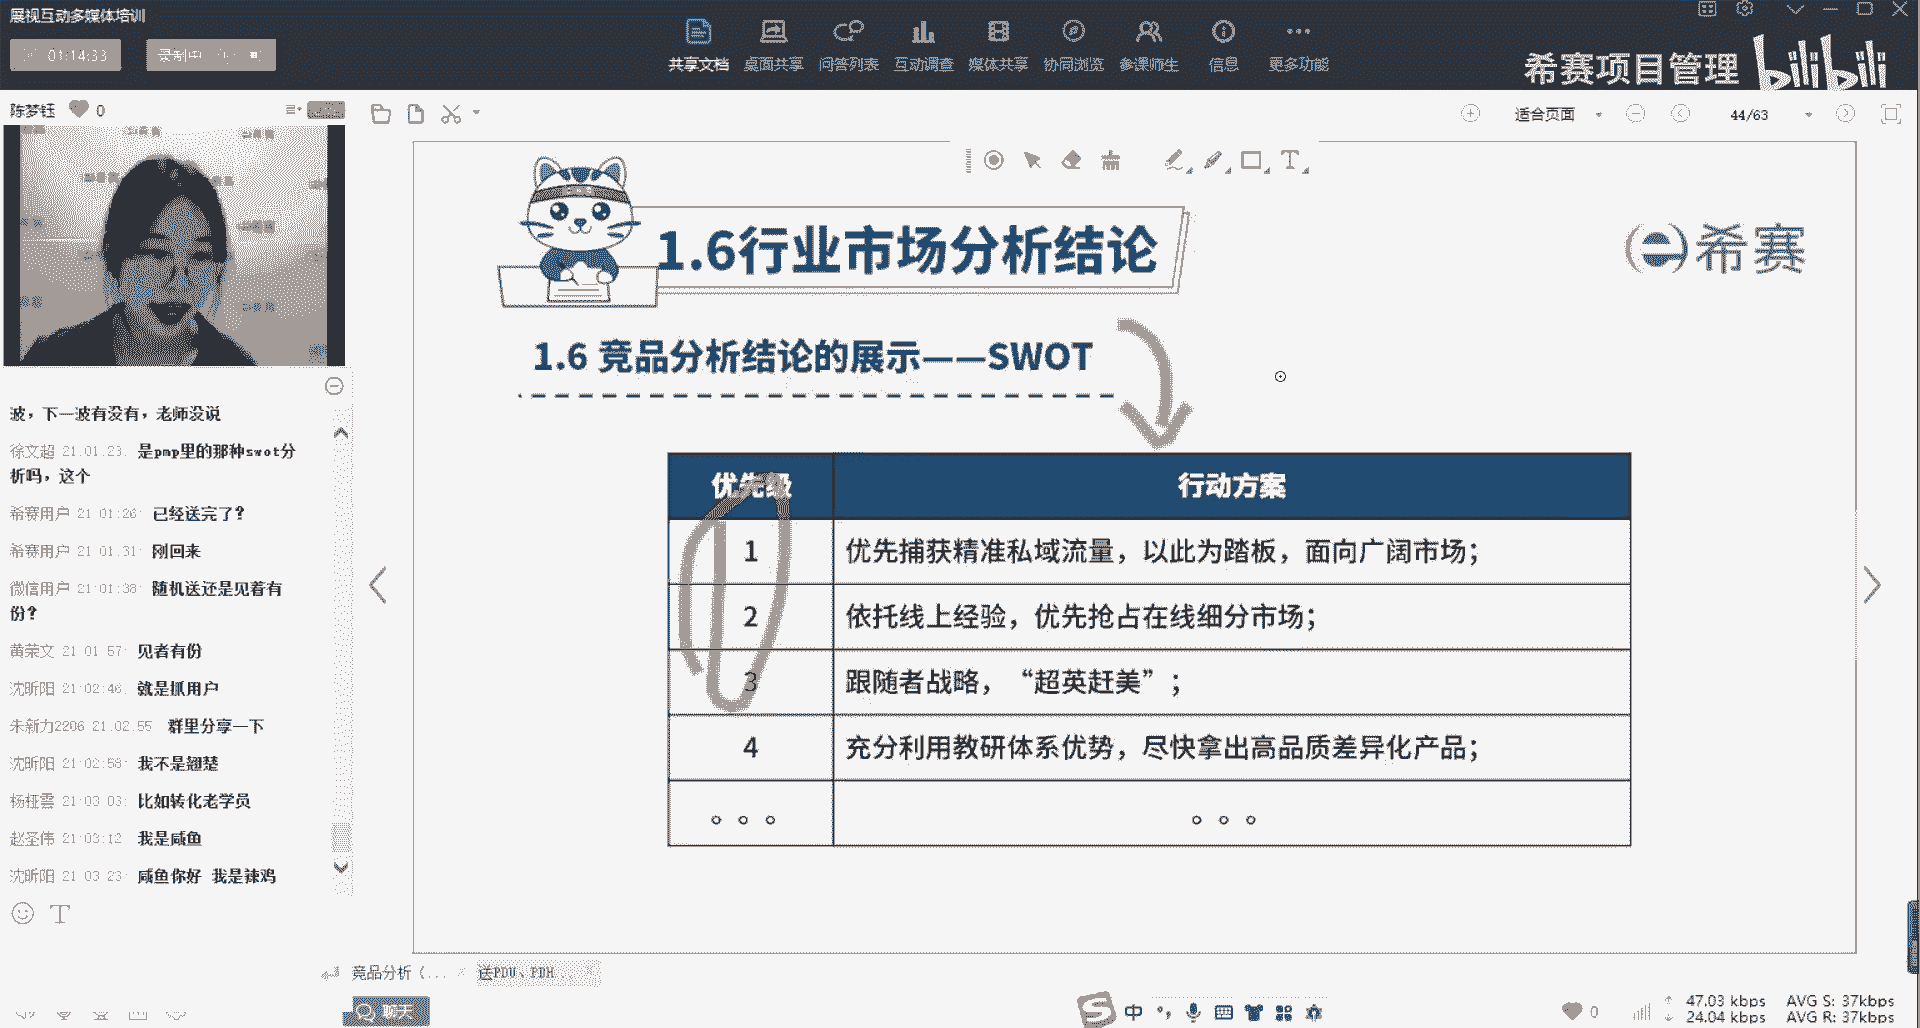 展视互动多媒体培训
01:14:33
录制中
共享文档 桌面共享 问答列表 互动调查 媒体共享 协同浏览 参课师生 信息 更多功能
希赛项目管理 bilibili
陈梦钰 0
适合页面 44/63
1.6行业市场分析结论
希赛
1.6 竞品分析结论的展示——SWOT
优先级 行动方案
1 优先捕获精准私域流量，以此为踏板，面向广阔市场；
2 依托线上经验，优先抢占在线细分市场；
3 跟随者战略，“超英赶美”；
4 充分利用教研体系优势，尽快拿出高品质差异化产品；
。。。 。。。
波，下一波有没有，老师没说
徐文超 21:01:23: 是pmp里的那种swot分
析吗，这个
希赛用户 21:01:26: 已经送完了？
希赛用户 21:01:31: 刚回来
微信用户 21:01:38: 随机送还是见着有
份？
黄荣文 21:01:57: 见者有份
沈昕阳 21:02:46: 就是抓用户
朱新力2206 21:02:55: 群里分享一下
沈昕阳 21:02:58: 我不是翘楚
21:03:03: 比如转化老学员
赵圣伟 21:03:12: 我是咸鱼
沈昕阳 21:03:23: 咸鱼你好 我是辣鸡
竞品分析（... 送PDU、PDH...
聊天
中
0
47.03 kbps AVG S: 37kbps
24.04 kbps AVG R: 37kbps